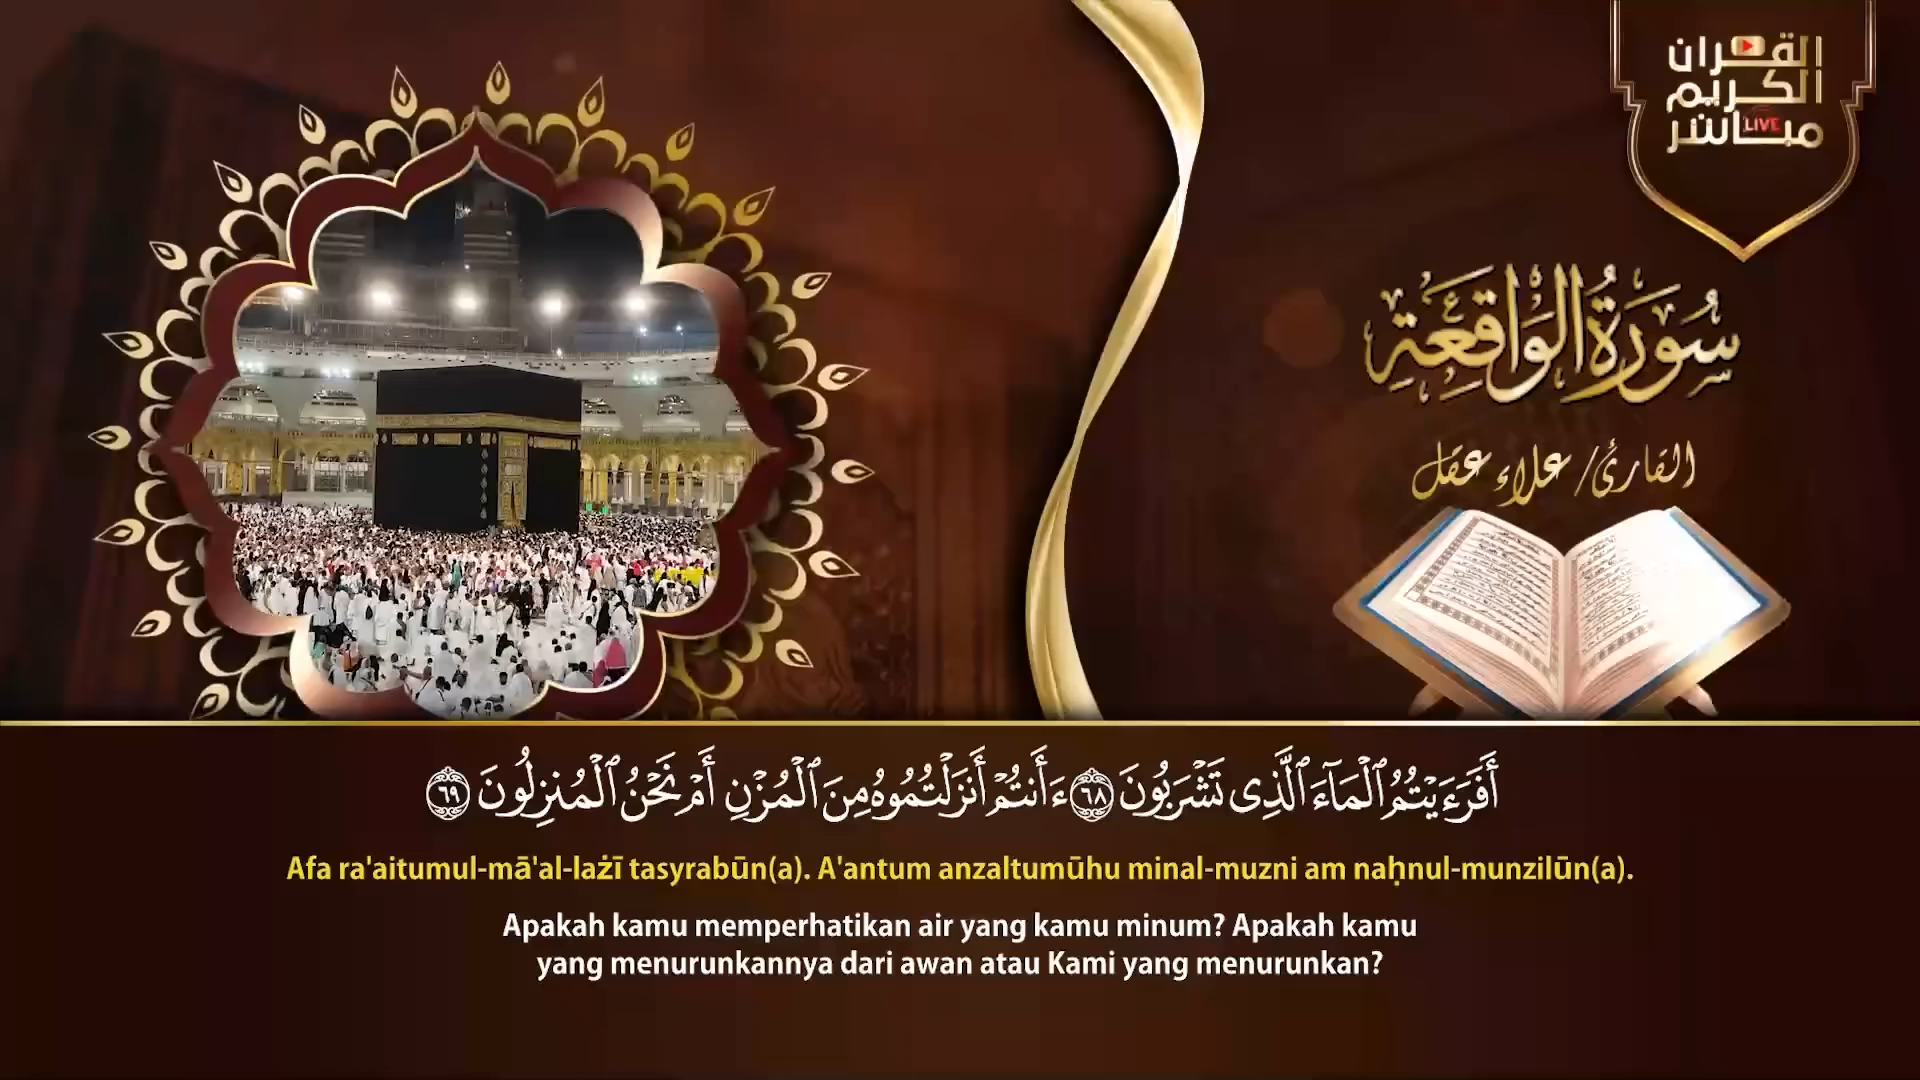 القرآن
الكريم
مباشر LIVE
سُورَةُ الوَاقِعَةِ
القارئ/ علاء عقل
أَفَرَءَيْتُمُ ٱلْمَآءَ ٱلَّذِى تَشْرَبُونَ ٦٨ ءَأَنتُمْ أَنزَلْتُمُوهُ مِنَ ٱلْمُزْنِ أَمْ نَحْنُ ٱلْمُنزِلُونَ ٦٩
Afa ra'aitumul-mā'al-lażī tasyrabūn(a). A'antum anzaltumūhu minal-muzni am naḥnul-munzilūn(a).
Apakah kamu memperhatikan air yang kamu minum? Apakah kamu
yang menurunkannya dari awan atau Kami yang menurunkan?